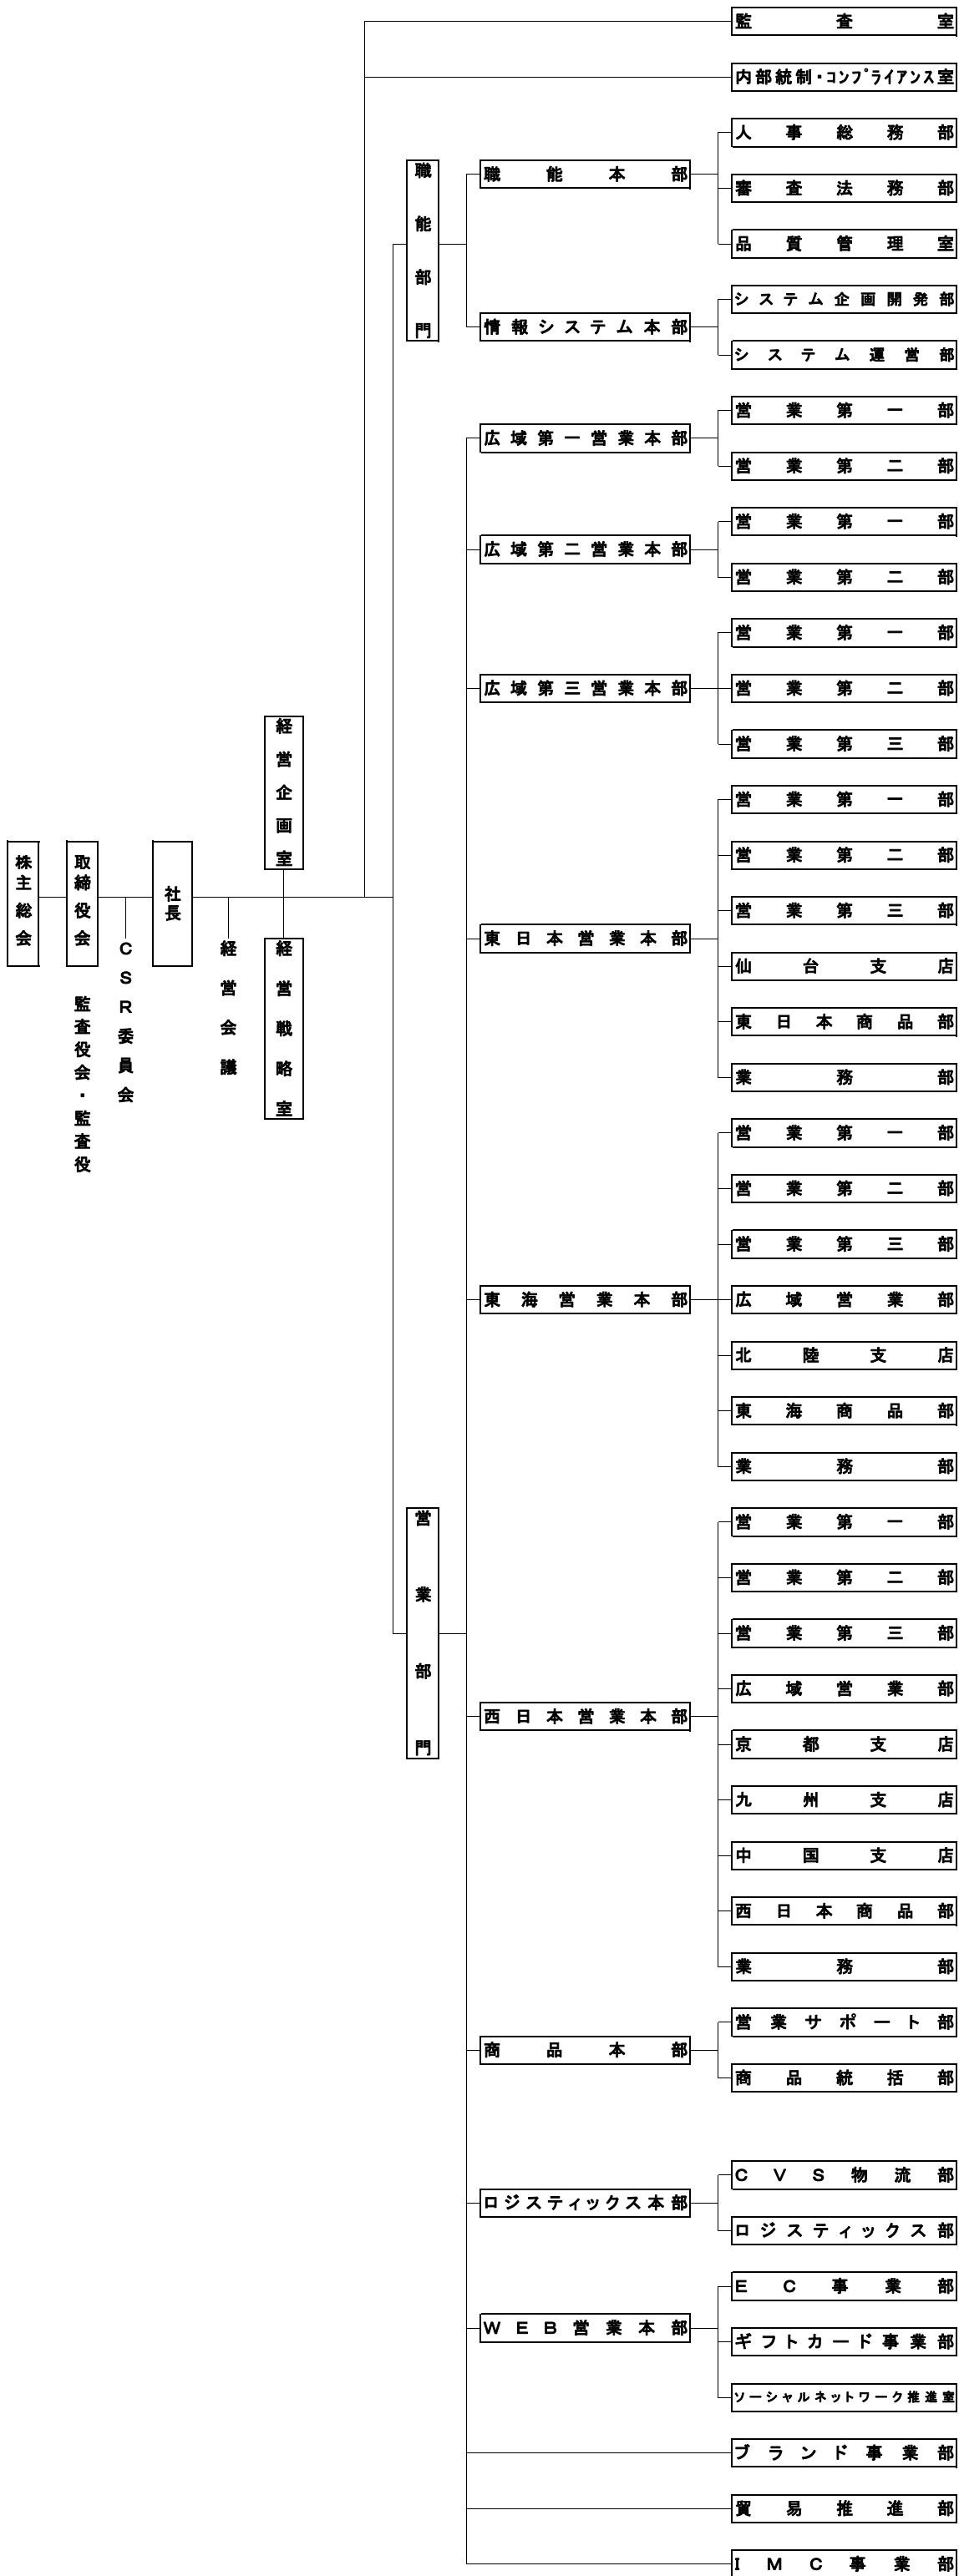 監査室
内部統制・コンプライアンス室
人事総務部
職能部門
職能本部
審査法務部
品質管理室
システム企画開発部
情報システム本部
システム運営部
営業第一部
広域第一営業本部
営業第二部
営業第一部
広域第二営業本部
営業第二部
営業第一部
広域第三営業本部
営業第二部
経営企画室
営業第三部
営業第一部
株主総会
取締役会
社長
営業第二部
営業第三部
東日本営業本部
CSR委員会
経営会議
経営戦略室
仙台支店
監査役会・監査役
東日本商品部
業務部
営業第一部
営業第二部
営業第三部
東海営業本部
広域営業部
北陸支店
東海商品部
業務部
営業部門
営業第一部
営業第二部
営業第三部
広域営業部
西日本営業本部
京都支店
九州支店
中国支店
西日本商品部
業務部
営業サポート部
商品本部
商品統括部
CVS物流部
ロジスティックス本部
ロジスティックス部
EC事業部
WEB営業本部
ギフトカード事業部
ソーシャルネットワーク推進室
ブランド事業部
貿易推進部
IMC事業部